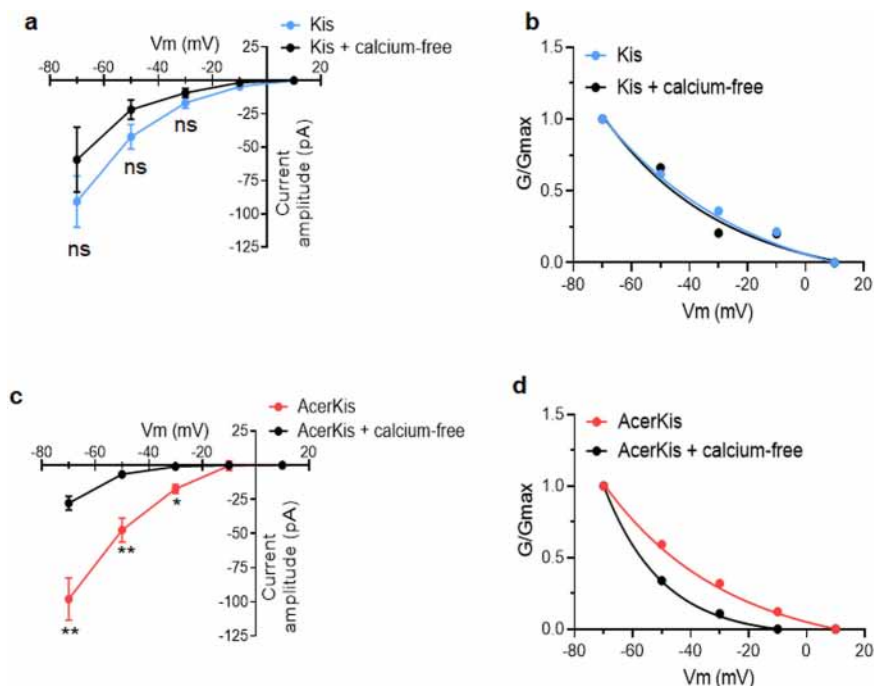 a
Vm (mV)
Kis
Kis + calcium-free
-80 -60 -40 -20 20
25
-25
-50
-75
-100
-125
ns
ns
ns
Current
amplitude (pA)
b
Kis
Kis + calcium-free
G/Gmax
1.5
1.0
0.5
0.0
-80 -60 -40 -20 0 20
Vm (mV)
c
Vm (mV)
AcerKis
AcerKis + calcium-free
-80 -60 -40 -20 20
25
-25
-50
-75
-100
-125
*
**
**
Current
amplitude (pA)
d
AcerKis
AcerKis + calcium-free
G/Gmax
1.5
1.0
0.5
0.0
-80 -60 -40 -20 0 20
Vm (mV)